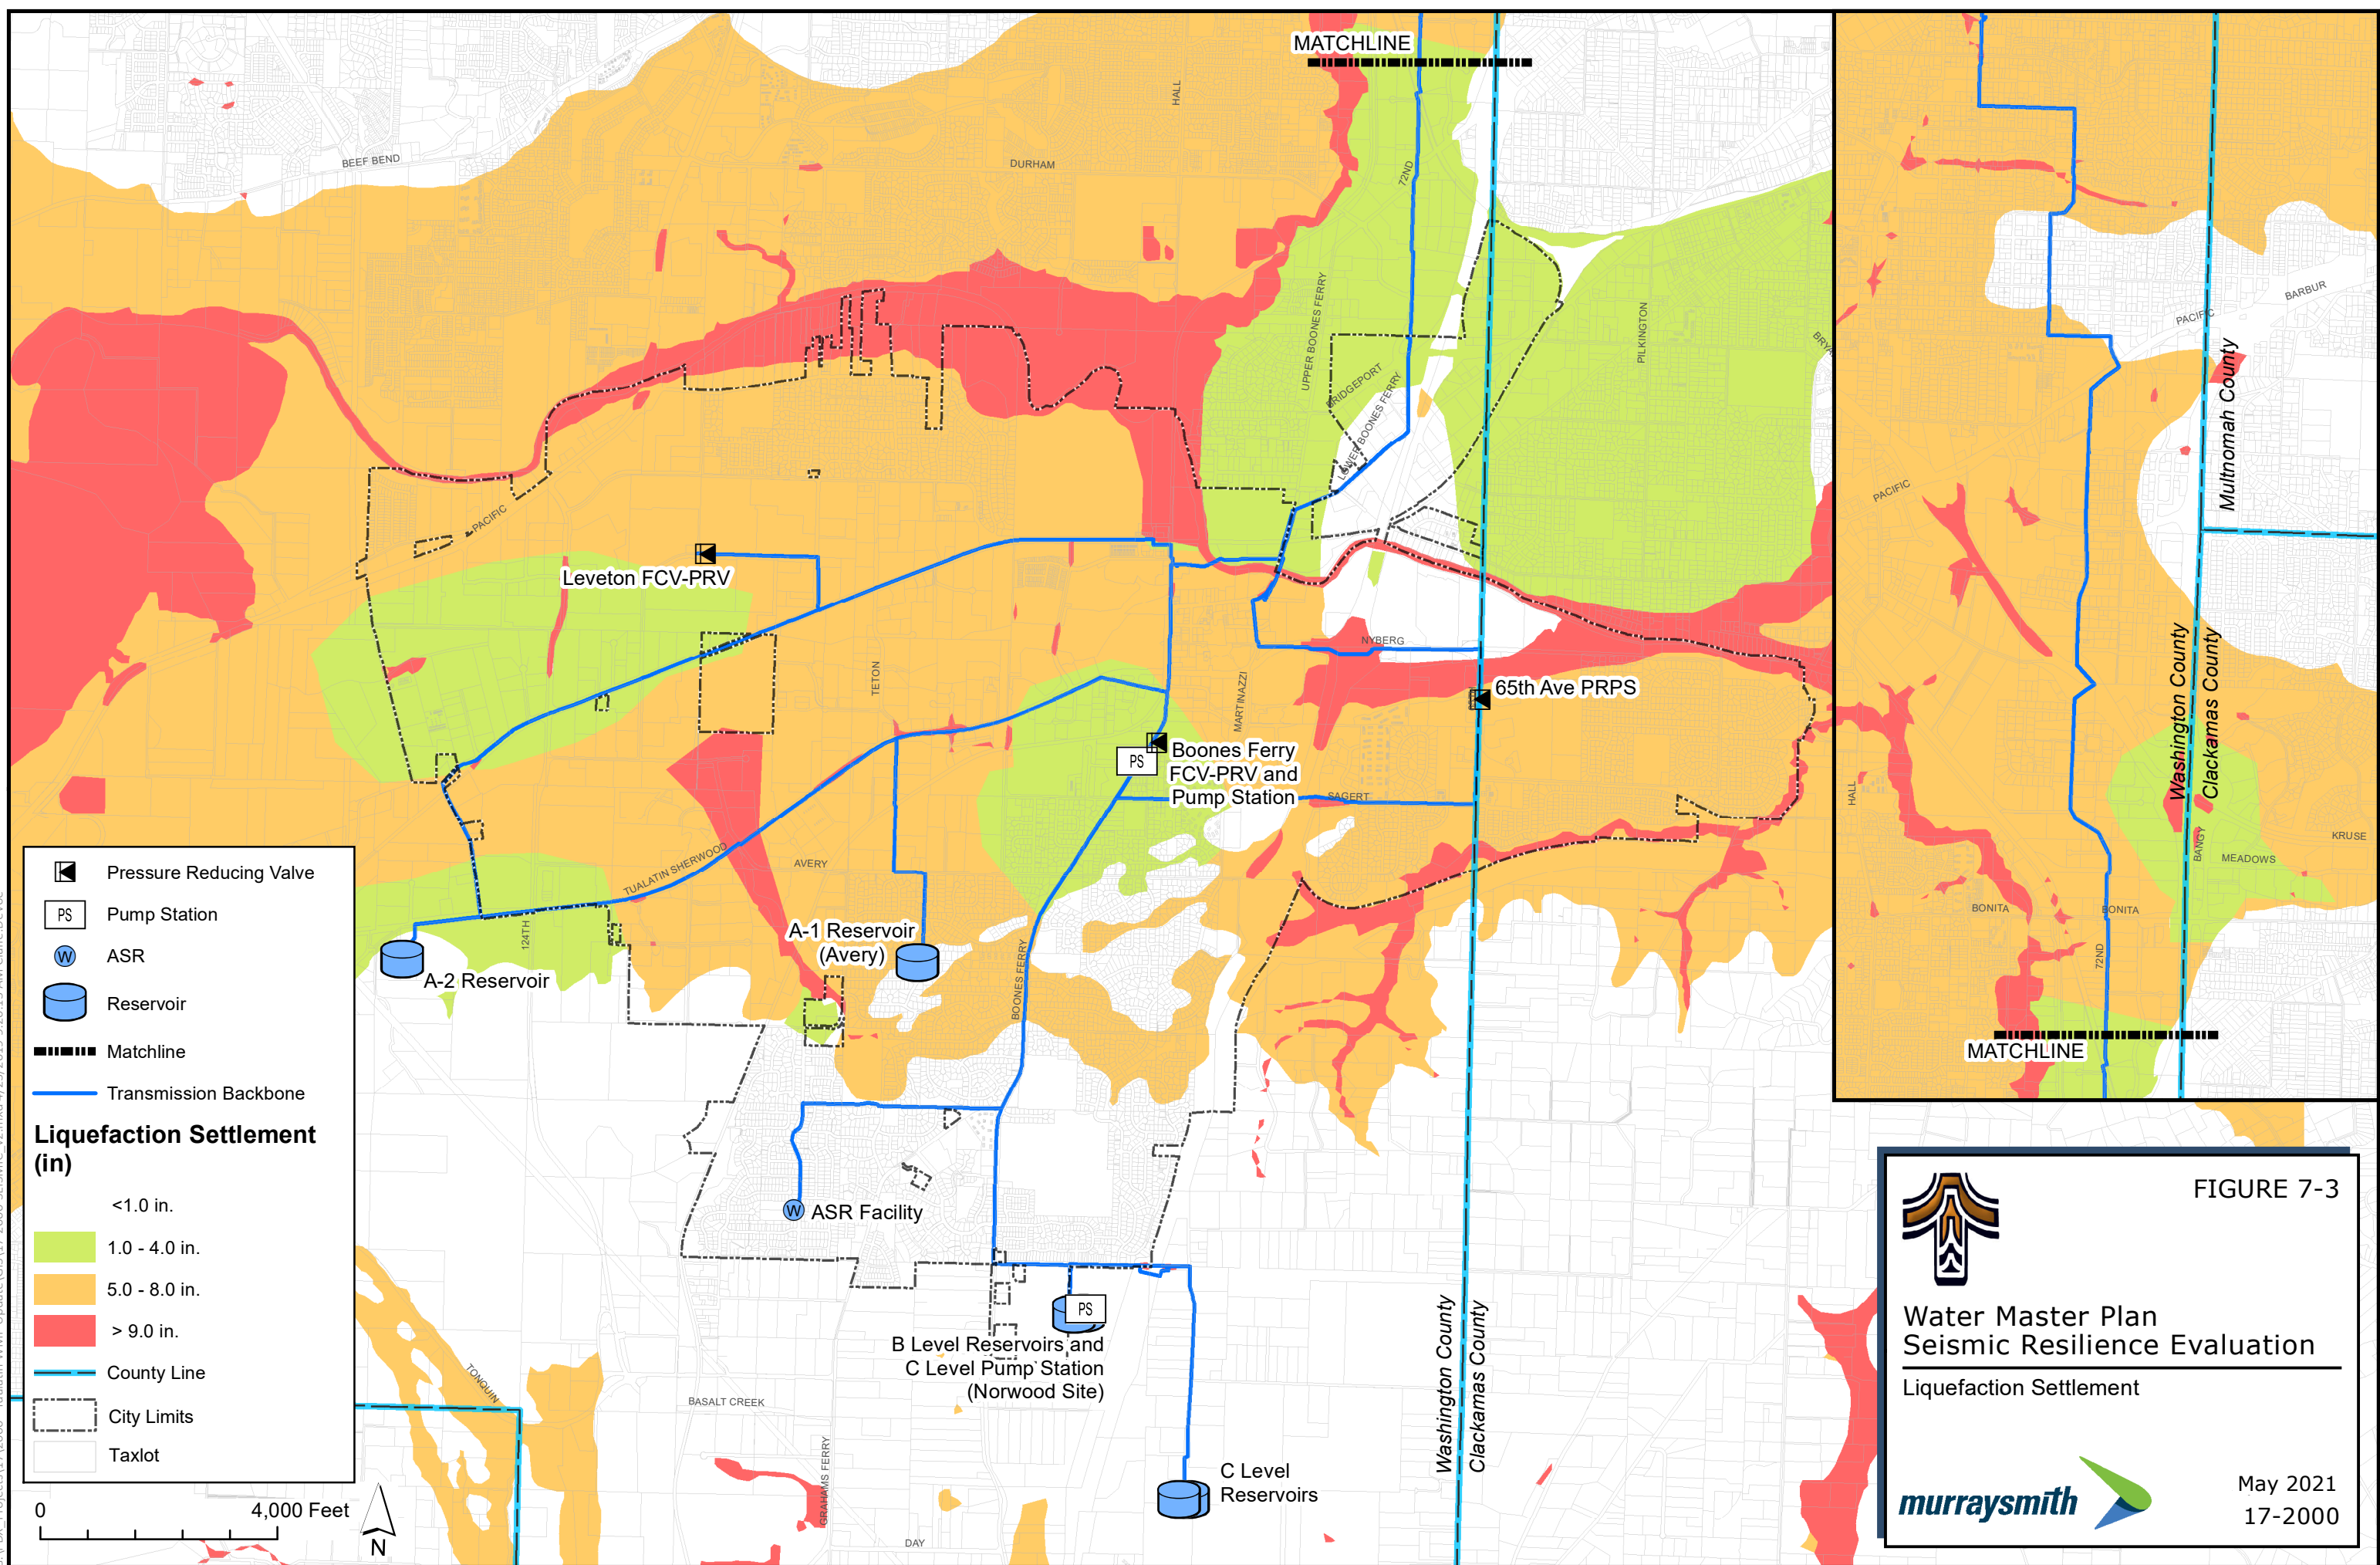 MATCHLINE
HALL
BEEF BEND
DURHAM
72ND
UPPER BOONES FERRY
PILKINGTON
BRIDGEPORT
LOWER BOONES FERRY
PACIFIC
Leveton FCV-PRV
NYBERG
TETON
MARTINAZZI
65th Ave PRPS
Boones Ferry
FCV-PRV and
Pump Station
PS
SAGERT
TUALATIN SHERWOOD
AVERY
124TH
A-1 Reservoir
(Avery)
A-2 Reservoir
BOONES FERRY
W
ASR Facility
PS
B Level Reservoirs and
C Level Pump Station
(Norwood Site)
TONQUIN
BASALT CREEK
GRAHAMS FERRY
DAY
C Level
Reservoirs
Washington County
Clackamas County
BARBUR
PACIFIC
Multnomah County
PACIFIC
Washington County
Clackamas County
HALL
BANGY
KRUSE
MEADOWS
BONITA
BONITA
72ND
MATCHLINE
Pressure Reducing Valve
PS
Pump Station
W
ASR
Reservoir
Matchline
Transmission Backbone
Liquefaction Settlement
(in)
<1.0 in.
1.0 - 4.0 in.
5.0 - 8.0 in.
> 9.0 in.
County Line
City Limits
Taxlot
0
4,000 Feet
N
FIGURE 7-3
Water Master Plan
Seismic Resilience Evaluation
Liquefaction Settlement
murraysmith
May 2021
17-2000